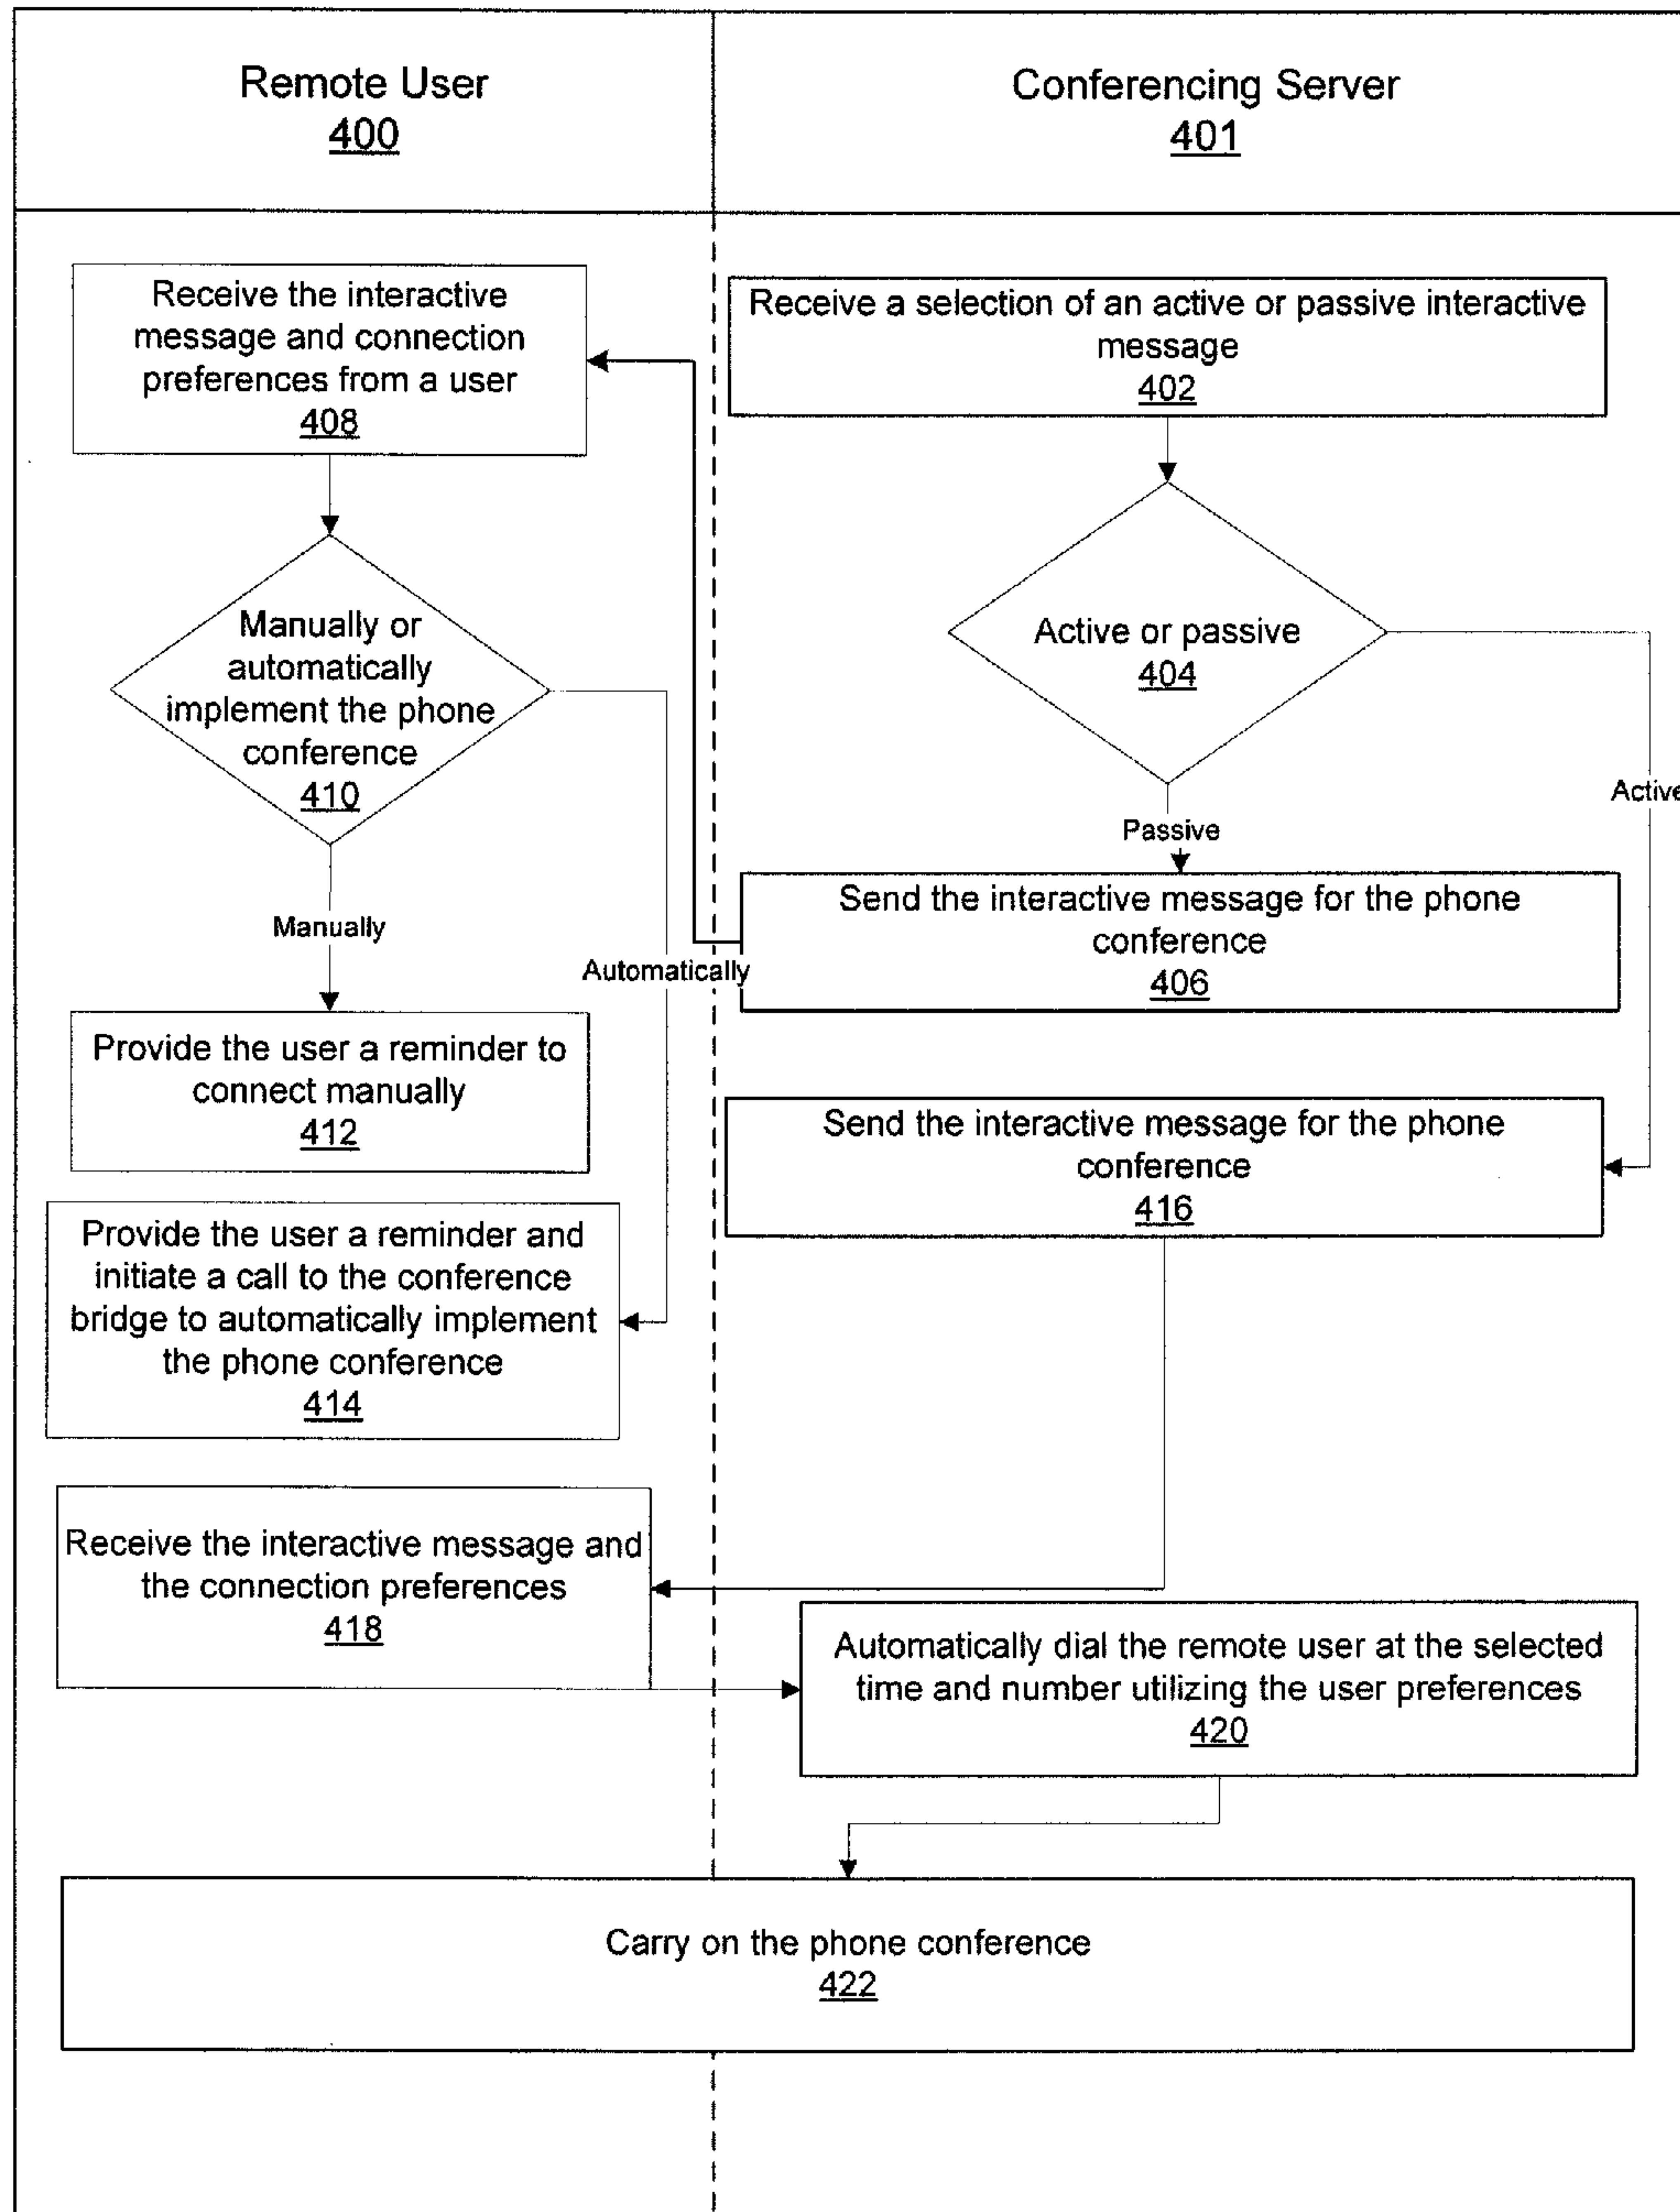 Remote User
400
Conferencing Server
401
Receive the interactive
message and connection
preferences from a user
408
Receive a selection of an active or passive interactive
message
402
Manually or
automatically
implement the phone
conference
410
Active or passive
404
Active
Passive
Manually
Automatically
Send the interactive message for the phone
conference
406
Provide the user a reminder to
connect manually
412
Send the interactive message for the phone
conference
416
Provide the user a reminder and
initiate a call to the conference
bridge to automatically implement
the phone conference
414
Receive the interactive message and
the connection preferences
418
Automatically dial the remote user at the selected
time and number utilizing the user preferences
420
Carry on the phone conference
422